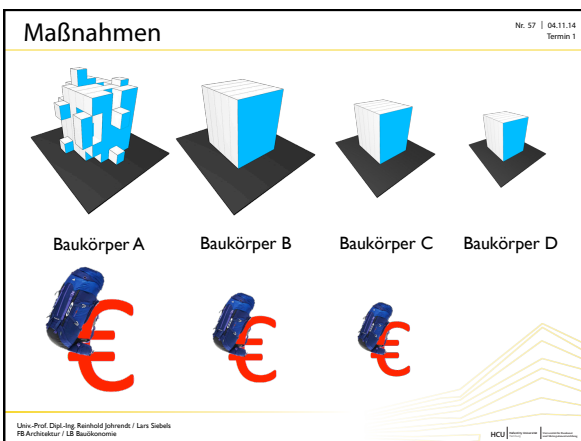 Maßnahmen
Nr. 57 | 04.11.14
Termin 1
Baukörper A
Baukörper B
Baukörper C
Baukörper D
€
€
€
Univ.-Prof. Dipl.-Ing. Reinhold Johrendt / Lars Siebels
FB Architektur / LB Bauökonomie
HCU